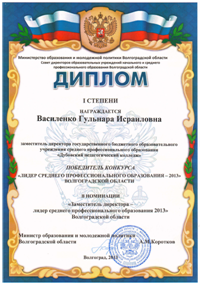 Министерство образования и молодежной политики Волгоградской области
Совет директоров образовательных учреждений начального и среднего
профессионального образования Волгоградской области
ДИПЛОМ
I СТЕПЕНИ
НАГРАЖДАЕТСЯ
Василенко Гульнара Исраиловна
заместитель директора государственного бюджетного образовательного
учреждения среднего профессионального образования
«Дубовский педагогический колледж»
ПОБЕДИТЕЛЬ КОНКУРСА
«ЛИДЕР СРЕДНЕГО ПРОФЕССИОНАЛЬНОГО ОБРАЗОВАНИЯ – 2013»
ВОЛГОГРАДСКОЙ ОБЛАСТИ
В НОМИНАЦИИ
«Заместитель директора –
лидер среднего профессионального образования 2013»
Волгоградской области
Министр образования и молодежной политики
Волгоградской области А.М.Коротков
Волгоград,